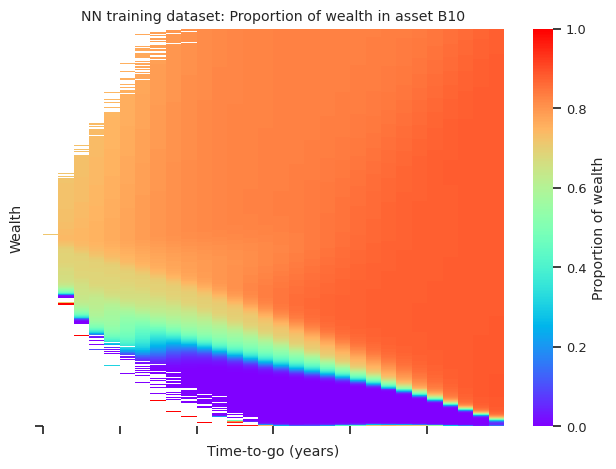 NN training dataset: Proportion of wealth in asset B10
1.0
0.8
0.6
0.4
0.2
0.0
Proportion of wealth
Wealth
Time-to-go (years)